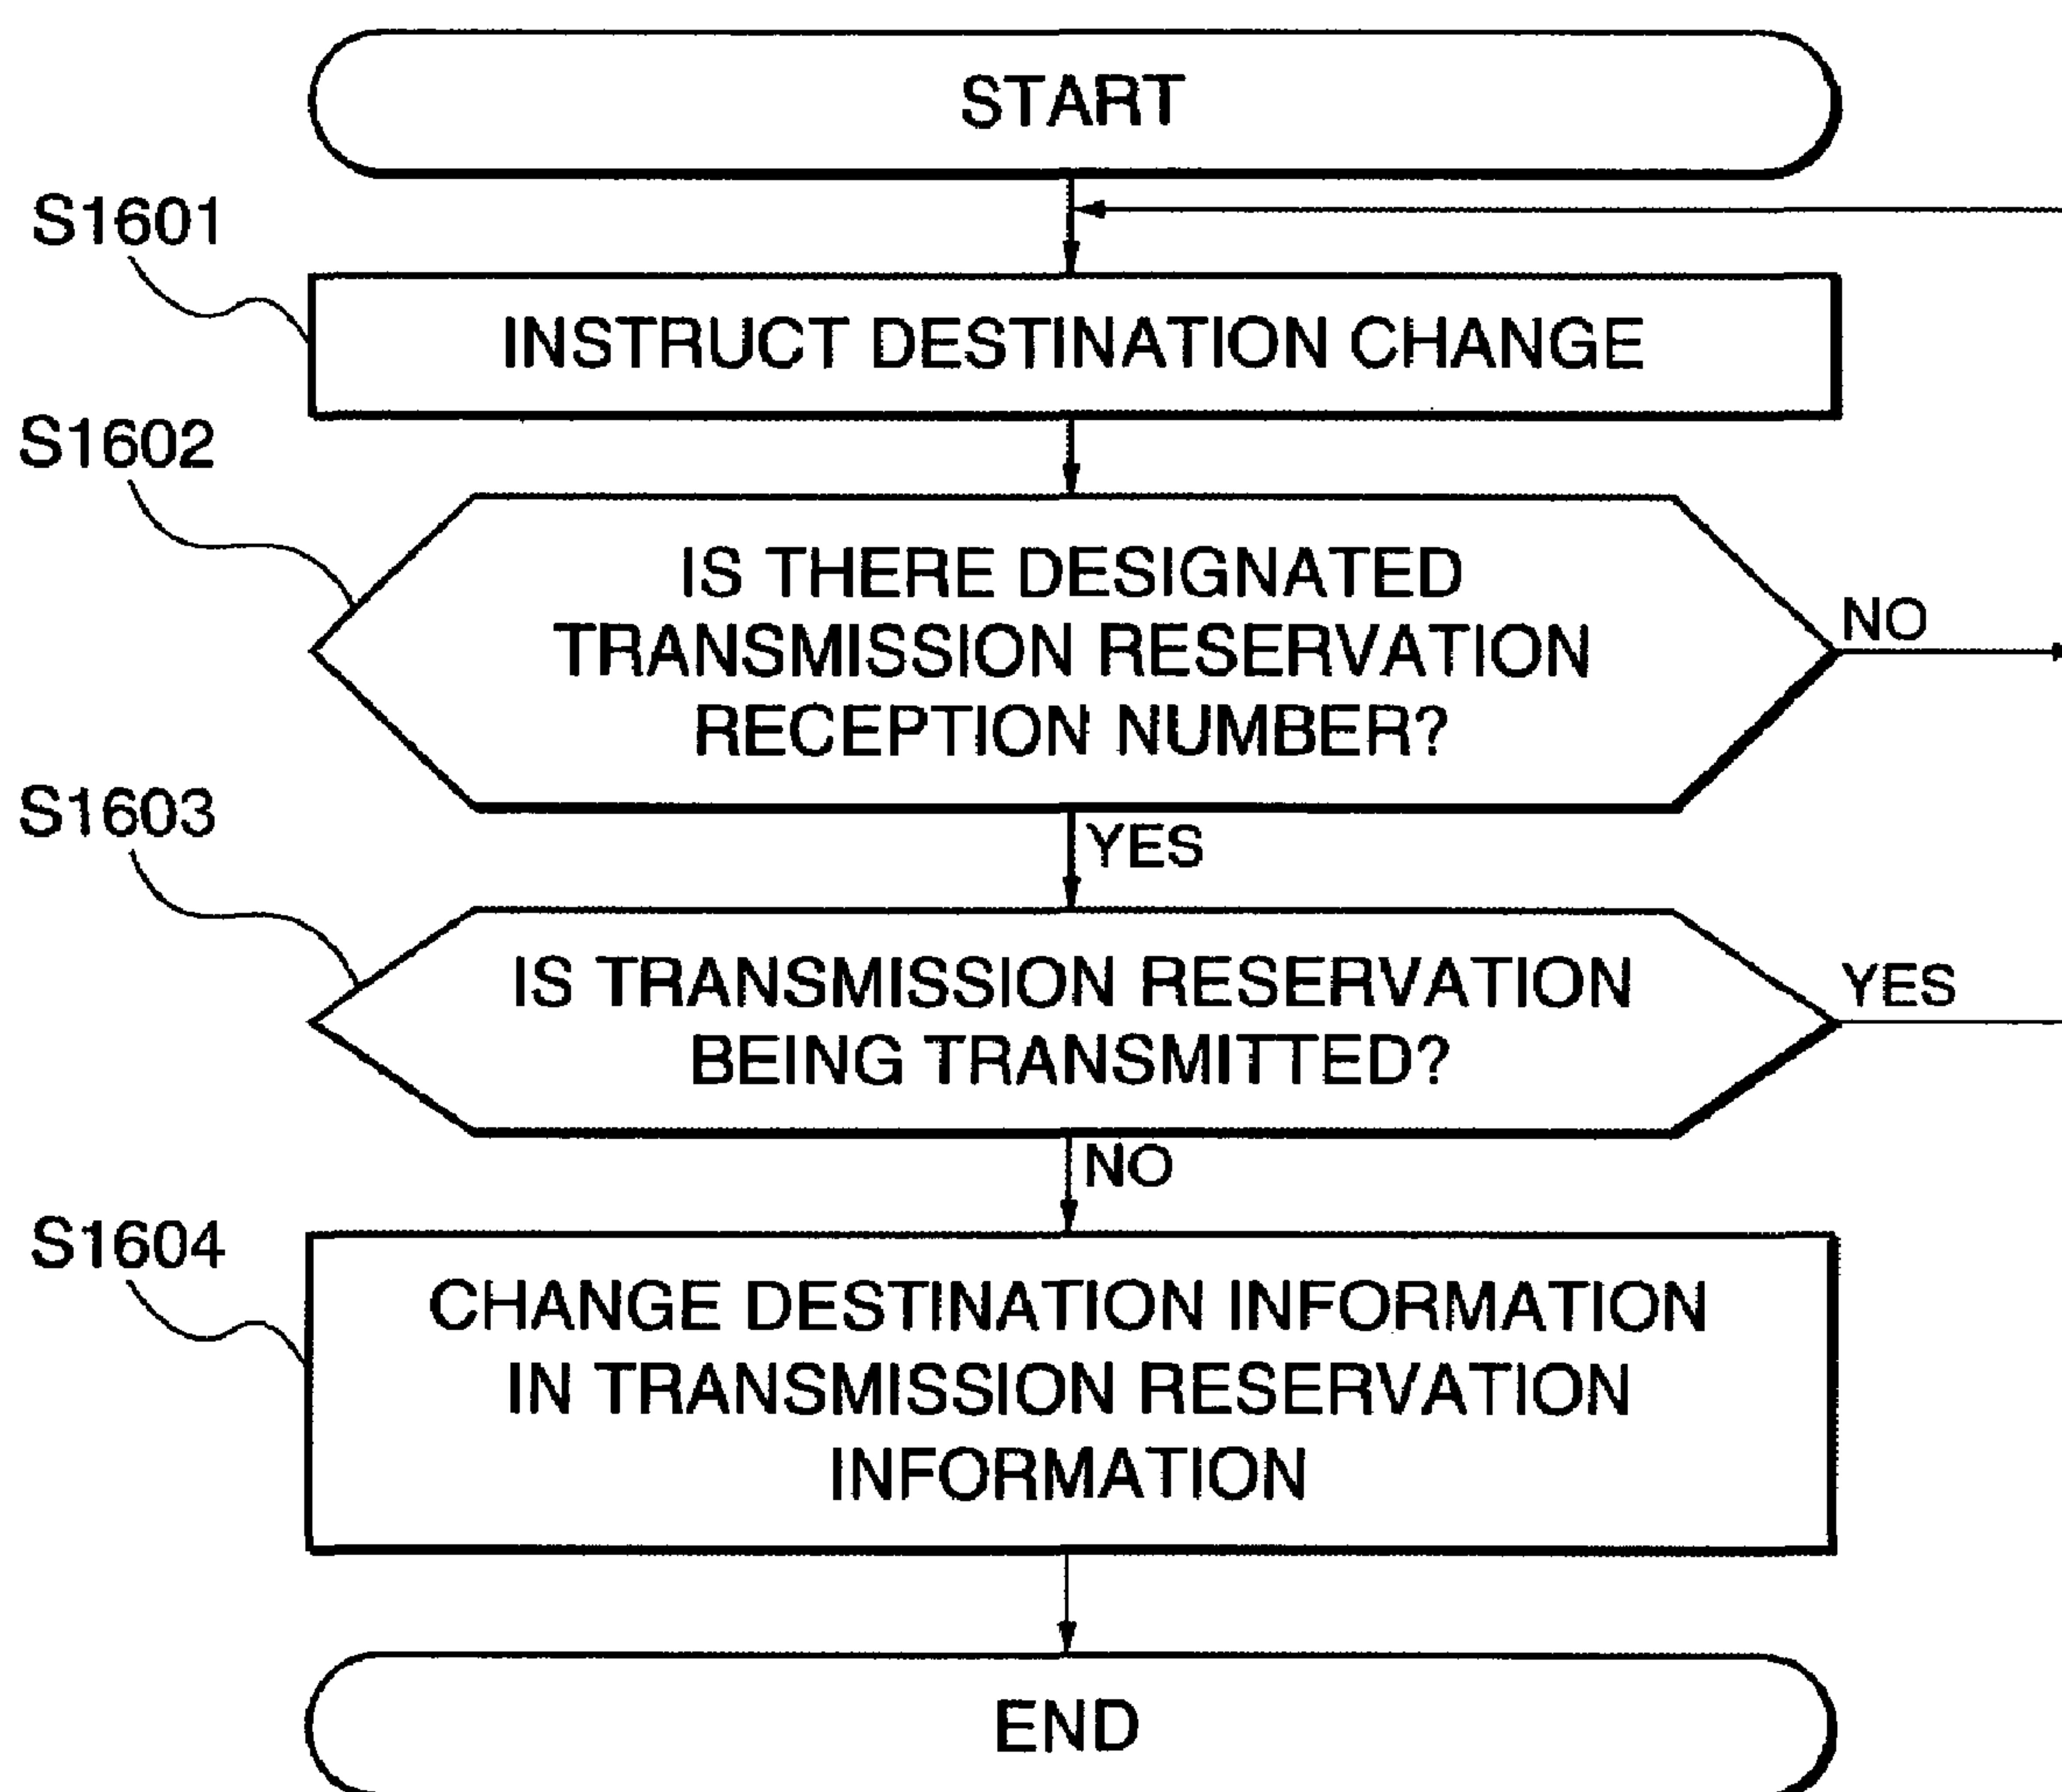 START
S1601
INSTRUCT DESTINATION CHANGE
S1602
IS THERE DESIGNATED
TRANSMISSION RESERVATION
RECEPTION NUMBER?
NO
YES
S1603
IS TRANSMISSION RESERVATION
BEING TRANSMITTED?
YES
NO
S1604
CHANGE DESTINATION INFORMATION
IN TRANSMISSION RESERVATION
INFORMATION
END